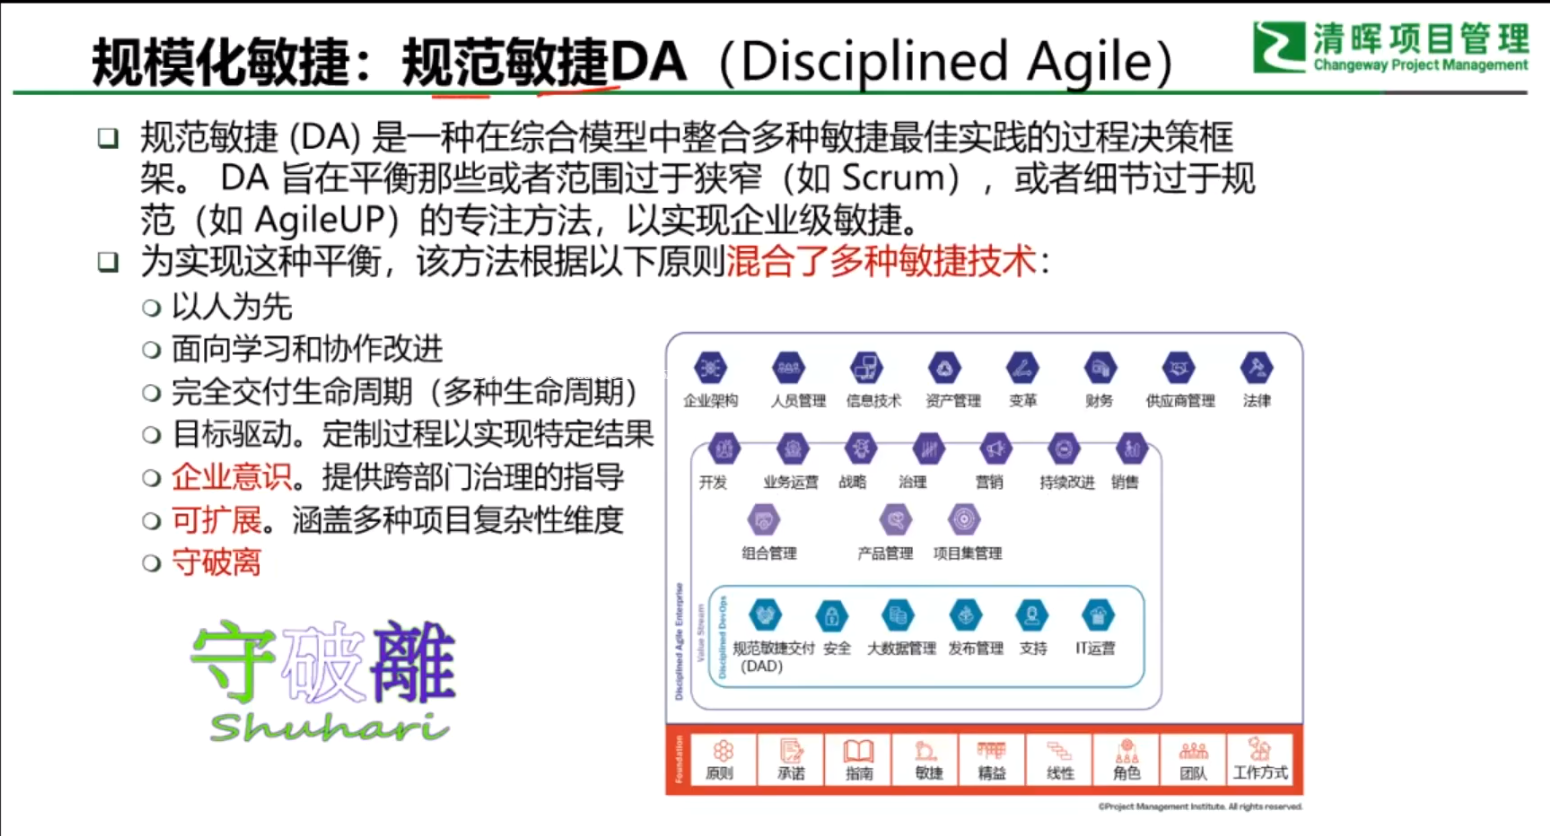 规模化敏捷：规范敏捷DA（Disciplined Agile）
清晖项目管理
Changeway Project Management
规范敏捷 (DA) 是一种在综合模型中整合多种敏捷最佳实践的过程决策框
架。 DA 旨在平衡那些或者范围过于狭窄（如 Scrum），或者细节过于规
范（如 AgileUP）的专注方法，以实现企业级敏捷。
为实现这种平衡，该方法根据以下原则混合了多种敏捷技术：
以人为先
面向学习和协作改进
完全交付生命周期（多种生命周期）
目标驱动。定制过程以实现特定结果
企业意识。提供跨部门治理的指导
可扩展。涵盖多种项目复杂性维度
守破离
守破離
Shuhari
企业架构 人员管理 信息技术 资产管理 变革 财务 供应商管理 法律
开发 业务运营 战略 治理 营销 持续改进 销售
组合管理 产品管理 项目集管理
Disciplined Agile Enterprise
Value Stream
Disciplined DevOps
规范敏捷交付 安全 大数据管理 发布管理 支持 IT运营
（DAD）
Foundation
原则 承诺 指南 敏捷 精益 线性 角色 团队 工作方式
©Project Management Institute. All rights reserved.